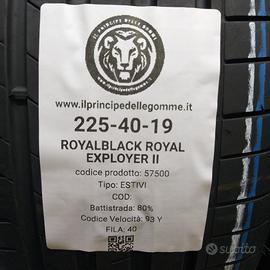 IL PRINCIPE DELLE GOMME
www.ilprincipedellegomme.it
225-40-19
ROYALBLACK ROYAL
EXPLOYER II
codice prodotto: 57500
Tipo: ESTIVI
COD:
Battistrada: 80%
Codice Velocità: 93 Y
FILA: 40
subito